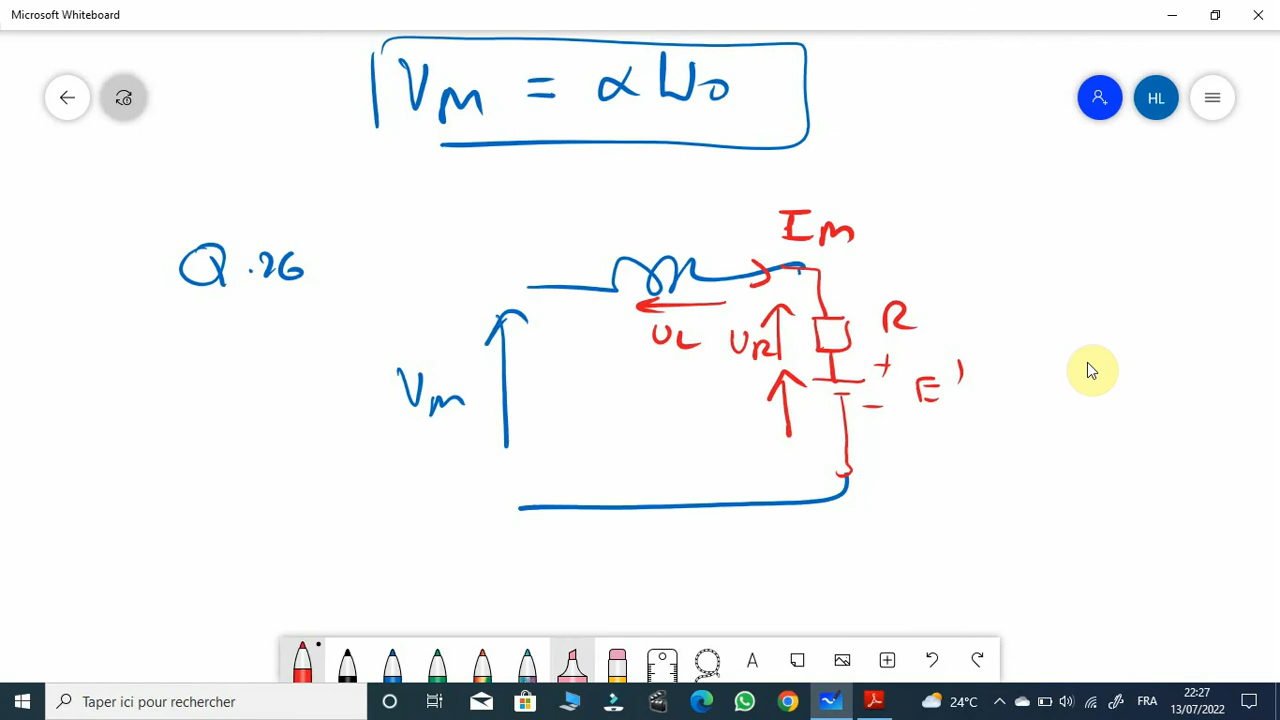 Microsoft Whiteboard
HL
Vm = α U0
Q.26
Im
UL
UR
R
+
E'
-
Vm
A
Taper ici pour rechercher
24°C
FRA
22:27
13/07/2022